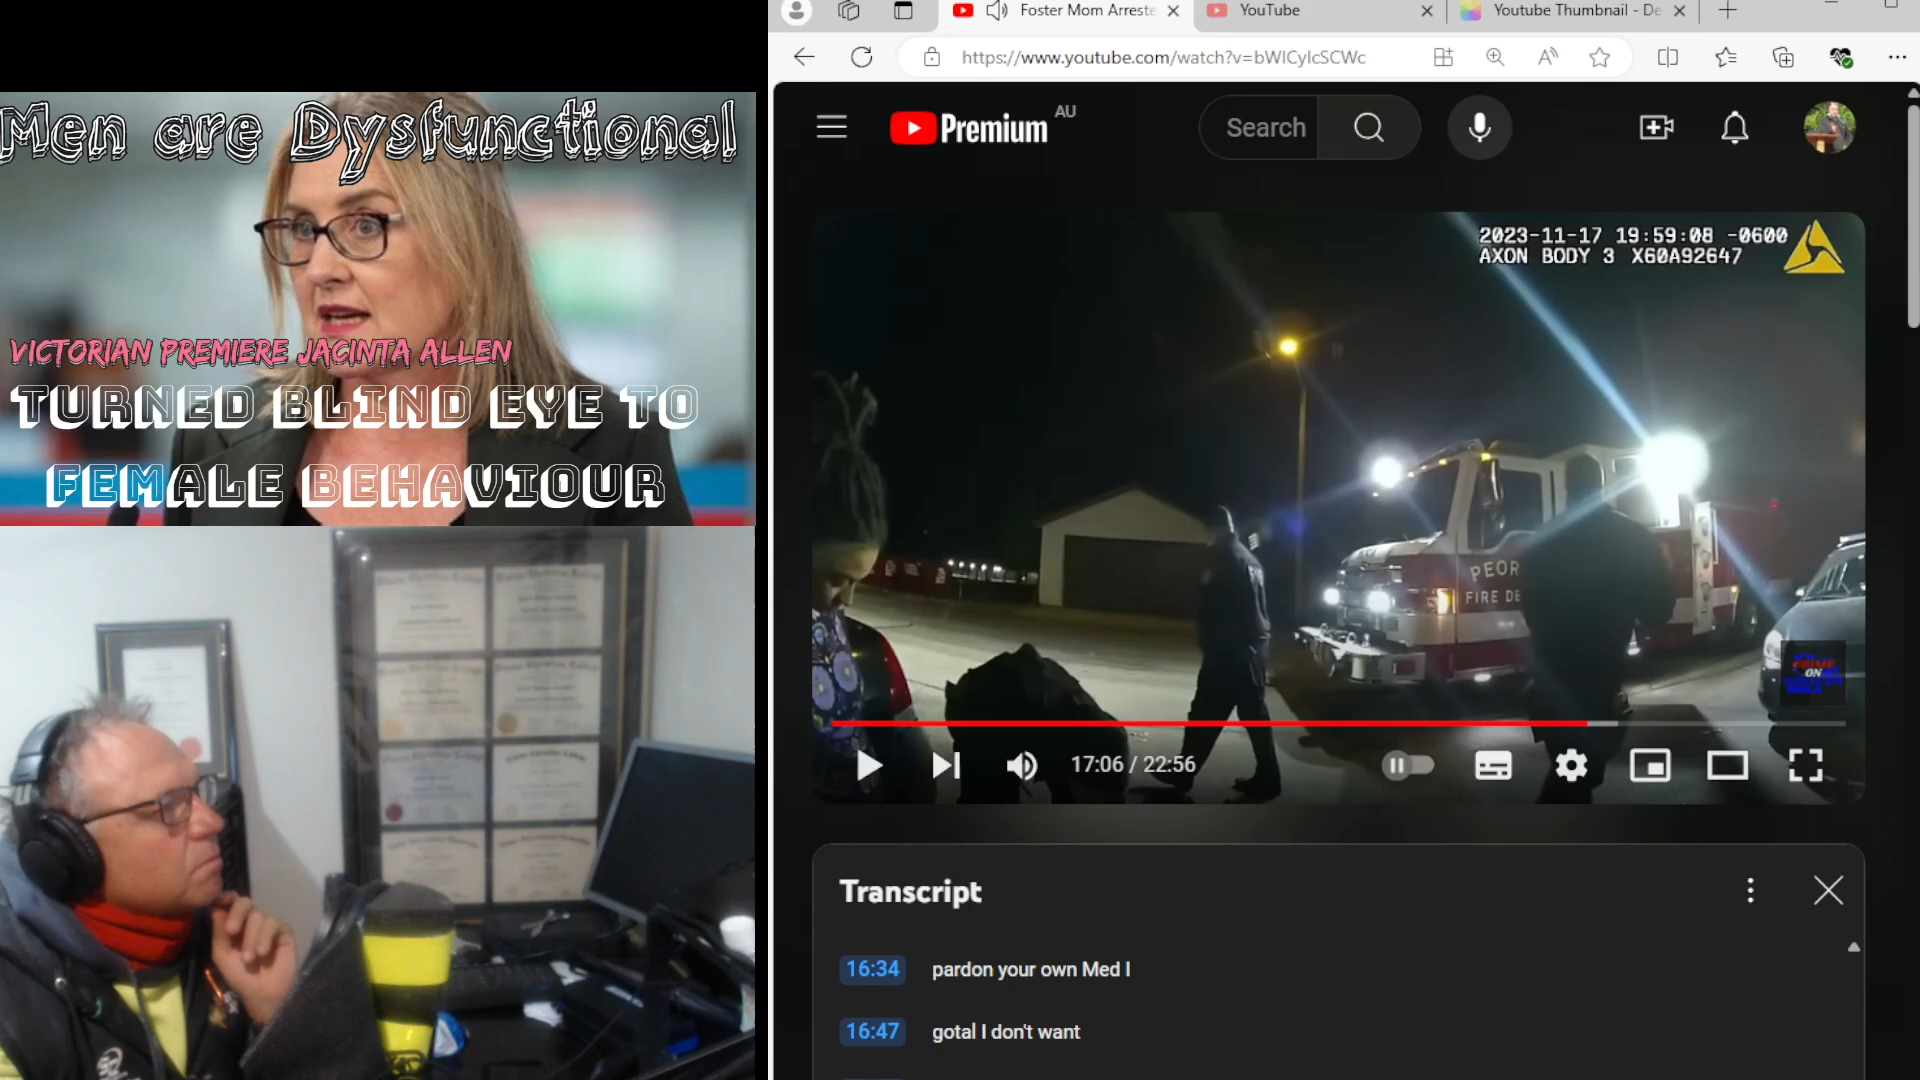 Men are Dysfunctional
VICTORIAN PREMIERE JACINTA ALLEN
TURNED BLIND EYE TO
FEMALE BEHAVIOUR
Foster Mom Arreste
YouTube
Youtube Thumbnail - De
https://www.youtube.com/watch?v=bWICylcSCWc
Premium
AU
Search
2023-11-17 19:59:08 -0600
AXON BODY 3 X60A92647
PEOR
FIRE DE
CRIME
ON
17:06 / 22:56
Transcript
16:34 pardon your own Med I
16:47 gotal I don't want